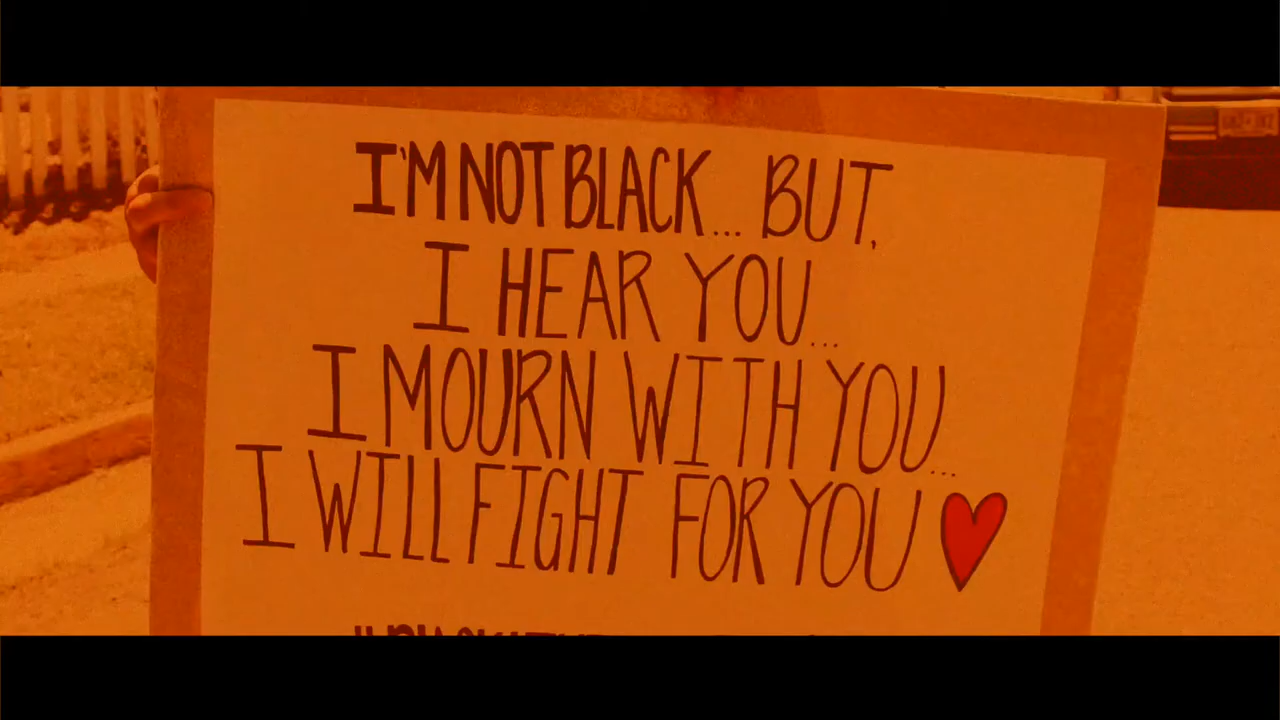 I'M NOT BLACK... BUT,
I HEAR YOU...
I MOURN WITH YOU...
I WILL FIGHT FOR YOU